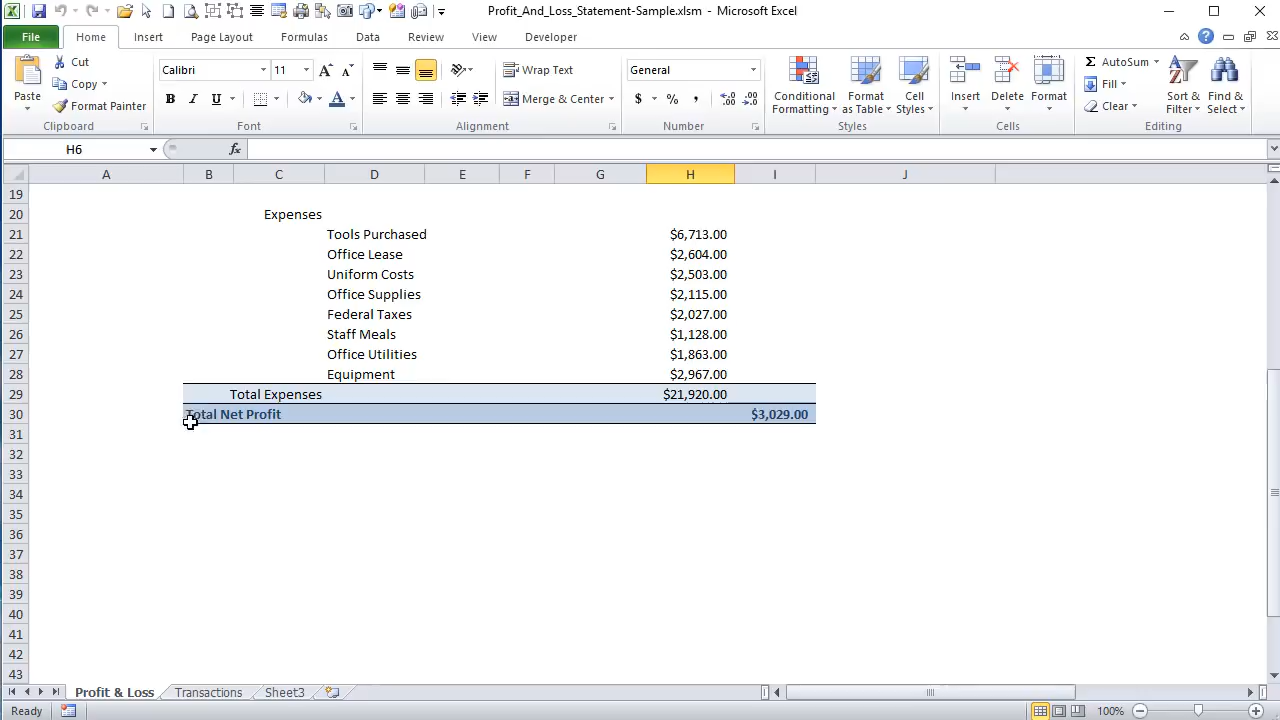 Profit_And_Loss_Statement-Sample.xlsm - Microsoft Excel
File Home Insert Page Layout Formulas Data Review View Developer
Paste
Cut
Copy
Format Painter
Clipboard
Calibri 11
B I U A
Font
Wrap Text
Merge & Center
Alignment
General
$ % ,
Number
Conditional Formatting
Format as Table
Cell Styles
Styles
Insert Delete Format
Cells
AutoSum
Fill
Clear
Sort & Filter
Find & Select
Editing
H6 fx
A B C D E F G H I J
19
20 Expenses
21 Tools Purchased $6,713.00
22 Office Lease $2,604.00
23 Uniform Costs $2,503.00
24 Office Supplies $2,115.00
25 Federal Taxes $2,027.00
26 Staff Meals $1,128.00
27 Office Utilities $1,863.00
28 Equipment $2,967.00
29 Total Expenses $21,920.00
30 Total Net Profit $3,029.00
31
32
33
34
35
36
37
38
39
40
41
42
43
Profit & Loss Transactions Sheet3
Ready 100%